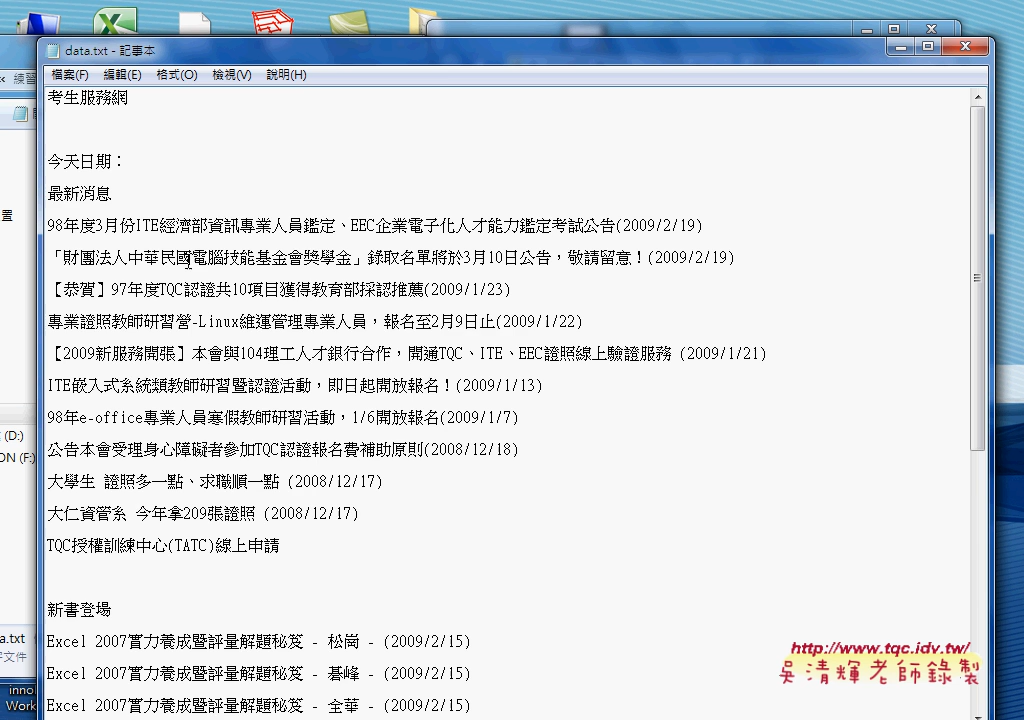 data.txt - 記事本
« 練習
檔案(F) 編輯(E) 格式(O) 檢視(V) 說明(H)
考生服務網
今天日期：
最新消息
置
98年度3月份ITE經濟部資訊專業人員鑑定、EEC企業電子化人才能力鑑定考試公告(2009/2/19)
「財團法人中華民國電腦技能基金會獎學金」錄取名單將於3月10日公告，敬請留意！(2009/2/19)
【恭賀】97年度TQC認證共10項目獲得教育部採認推薦(2009/1/23)
專業證照教師研習營-Linux維運管理專業人員，報名至2月9日止(2009/1/22)
【2009新服務開張】本會與104理工人才銀行合作，開通TQC、ITE、EEC證照線上驗證服務 (2009/1/21)
ITE嵌入式系統類教師研習暨認證活動，即日起開放報名！(2009/1/13)
98年e-office專業人員寒假教師研習活動，1/6開放報名(2009/1/7)
(D:)
公告本會受理身心障礙者參加TQC認證報名費補助原則(2008/12/18)
ON (F:)
大學生 證照多一點、求職順一點 (2008/12/17)
大仁資管系 今年拿209張證照 (2008/12/17)
TQC授權訓練中心(TATC)線上申請
新書登場
a.txt
Excel 2007實力養成暨評量解題秘笈 - 松崗 - (2009/2/15)
字文件
http://www.tqc.idv.tw/
Excel 2007實力養成暨評量解題秘笈 - 碁峰 - (2009/2/15)
吳清輝老師錄製
innol
Work
Excel 2007實力養成暨評量解題秘笈 - 全華 - (2009/2/15)